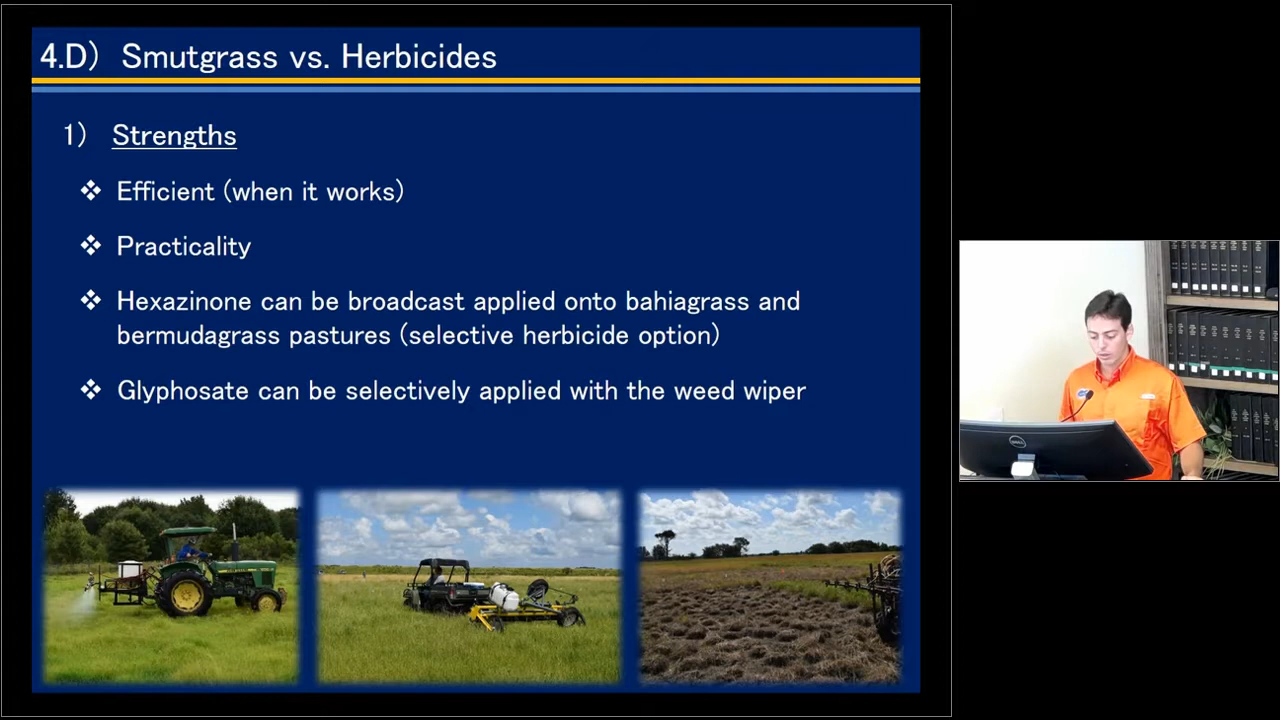 4.D) Smutgrass vs. Herbicides
1) Strengths
❖ Efficient (when it works)
❖ Practicality
❖ Hexazinone can be broadcast applied onto bahiagrass and
bermudagrass pastures (selective herbicide option)
❖ Glyphosate can be selectively applied with the weed wiper
DELL